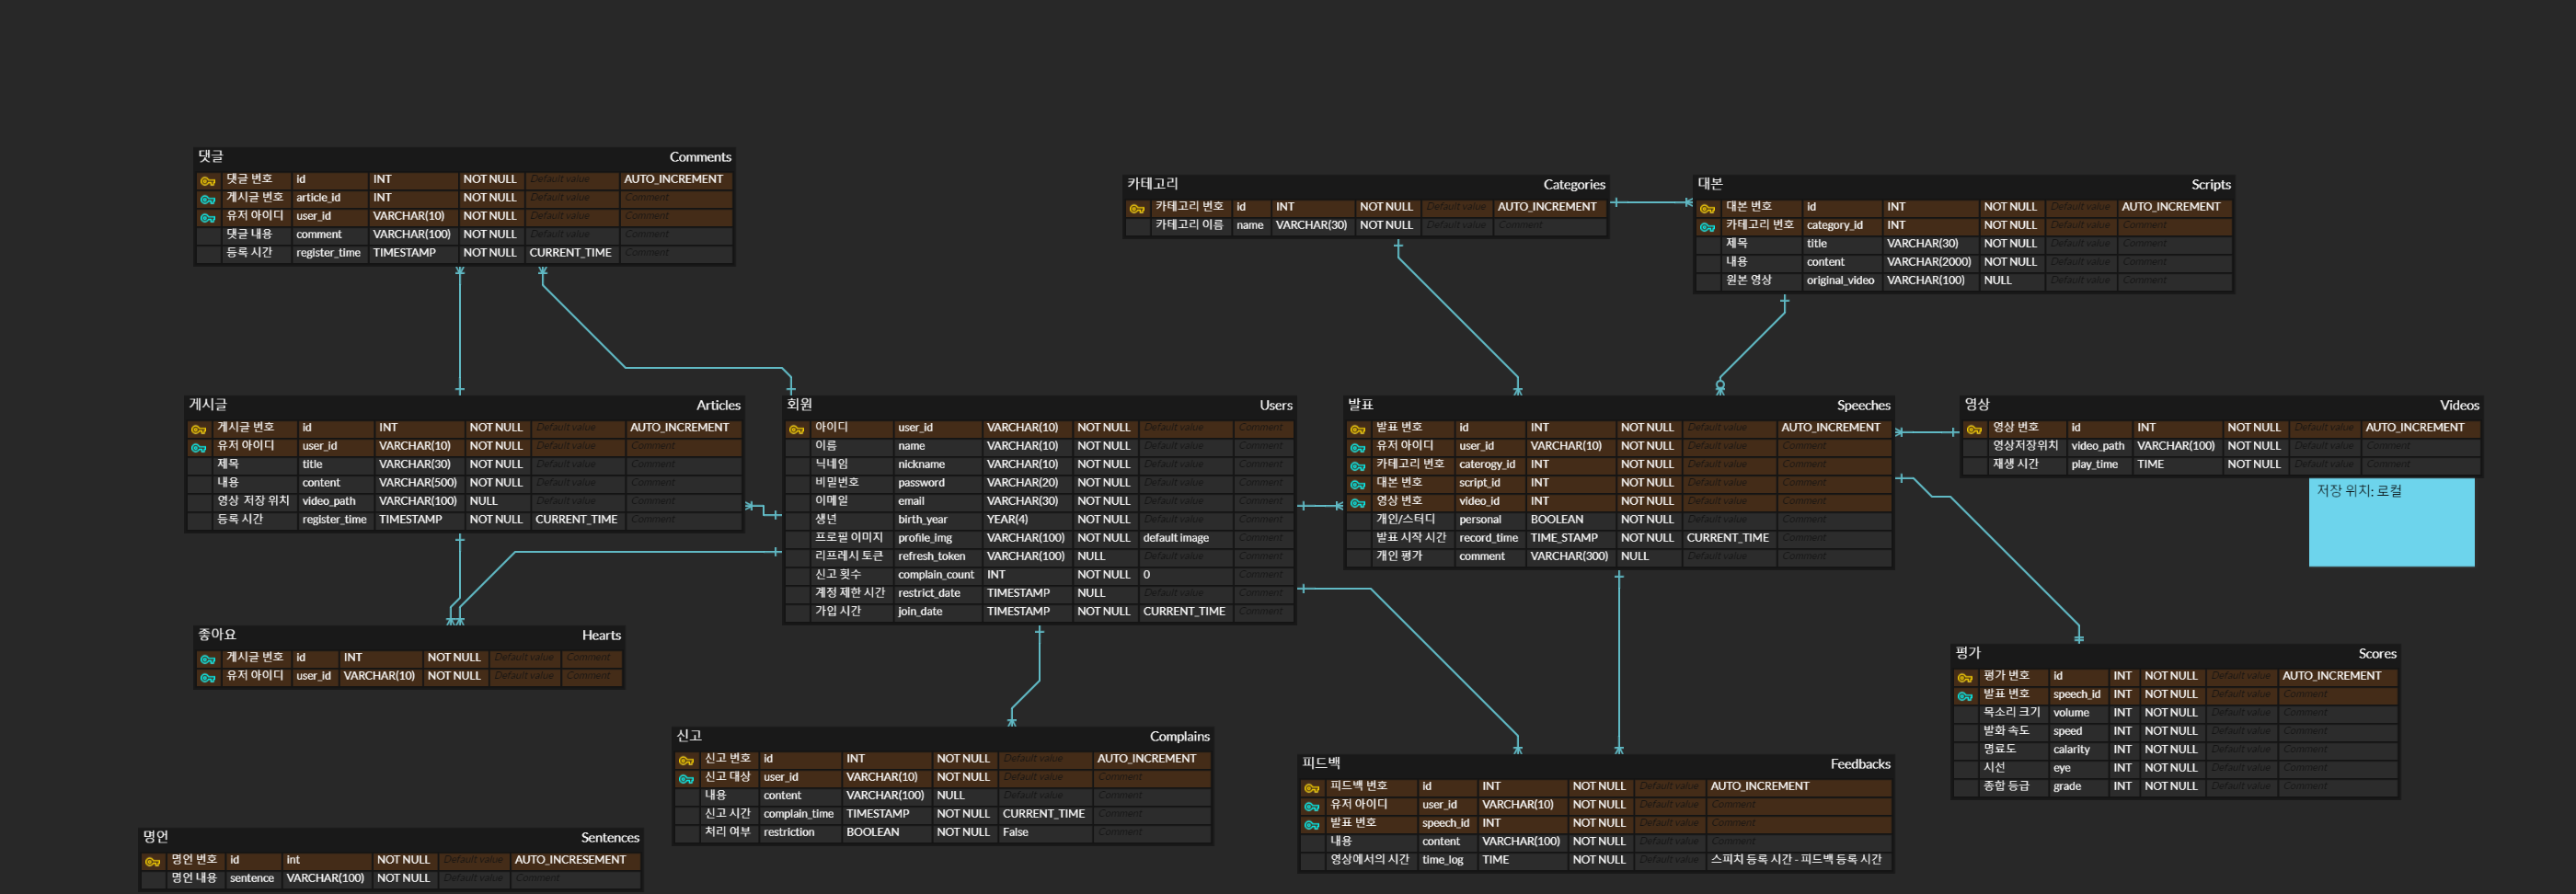 댓글 Comments
댓글 번호 id INT NOT NULL Default value AUTO_INCREMENT
게시글 번호 article_id INT NOT NULL Default value Comment
유저 아이디 user_id VARCHAR(10) NOT NULL Default value Comment
댓글 내용 comment VARCHAR(100) NOT NULL Default value Comment
등록 시간 register_time TIMESTAMP NOT NULL CURRENT_TIME Comment
카테고리 Categories
카테고리 번호 id INT NOT NULL Default value AUTO_INCREMENT
카테고리 이름 name VARCHAR(30) NOT NULL Default value Comment
대본 Scripts
대본 번호 id INT NOT NULL Default value AUTO_INCREMENT
카테고리 번호 category_id INT NOT NULL Default value Comment
제목 title VARCHAR(30) NOT NULL Default value Comment
내용 content VARCHAR(2000) NOT NULL Default value Comment
원본 영상 original_video VARCHAR(100) NULL Default value Comment
게시글 Articles
게시글 번호 id INT NOT NULL Default value AUTO_INCREMENT
유저 아이디 user_id VARCHAR(10) NOT NULL Default value Comment
제목 title VARCHAR(30) NOT NULL Default value Comment
내용 content VARCHAR(500) NOT NULL Default value Comment
영상 저장 위치 video_path VARCHAR(100) NULL Default value Comment
등록 시간 register_time TIMESTAMP NOT NULL CURRENT_TIME Comment
회원 Users
아이디 user_id VARCHAR(10) NOT NULL Default value Comment
이름 name VARCHAR(10) NOT NULL Default value Comment
닉네임 nickname VARCHAR(10) NOT NULL Default value Comment
비밀번호 password VARCHAR(20) NOT NULL Default value Comment
이메일 email VARCHAR(30) NOT NULL Default value Comment
생년 birth_year YEAR(4) NOT NULL Default value Comment
프로필 이미지 profile_img VARCHAR(100) NOT NULL default image Comment
리프레시 토큰 refresh_token VARCHAR(100) NULL Default value Comment
신고 횟수 complain_count INT NOT NULL 0 Comment
계정 제한 시간 restrict_date TIMESTAMP NULL Default value Comment
가입 시간 join_date TIMESTAMP NOT NULL CURRENT_TIME Comment
발표 Speeches
발표 번호 id INT NOT NULL Default value AUTO_INCREMENT
유저 아이디 user_id VARCHAR(10) NOT NULL Default value Comment
카테고리 번호 caterogy_id INT NOT NULL Default value Comment
대본 번호 script_id INT NOT NULL Default value Comment
영상 번호 video_id INT NOT NULL Default value Comment
개인/스터디 personal BOOLEAN NOT NULL Default value Comment
발표 시작 시간 record_time TIME_STAMP NOT NULL CURRENT_TIME Comment
개인 평가 comment VARCHAR(300) NULL Default value Comment
영상 Videos
영상 번호 id INT NOT NULL Default value AUTO_INCREMENT
영상저장위치 video_path VARCHAR(100) NOT NULL Default value Comment
재생 시간 play_time TIME NOT NULL Default value Comment
저장 위치: 로컬
좋아요 Hearts
게시글 번호 id INT NOT NULL Default value Comment
유저 아이디 user_id VARCHAR(10) NOT NULL Default value Comment
평가 Scores
평가 번호 id INT NOT NULL Default value AUTO_INCREMENT
발표 번호 speech_id INT NOT NULL Default value Comment
목소리 크기 volume INT NOT NULL Default value Comment
발화 속도 speed INT NOT NULL Default value Comment
명료도 calarity INT NOT NULL Default value Comment
시선 eye INT NOT NULL Default value Comment
종합 등급 grade INT NOT NULL Default value Comment
신고 Complains
신고 번호 id INT NOT NULL Default value AUTO_INCREMENT
신고 대상 user_id VARCHAR(10) NOT NULL Default value Comment
내용 content VARCHAR(100) NULL Default value Comment
신고 시간 complain_time TIMESTAMP NOT NULL CURRENT_TIME Comment
처리 여부 restriction BOOLEAN NOT NULL False Comment
피드백 Feedbacks
피드백 번호 id INT NOT NULL Default value AUTO_INCREMENT
유저 아이디 user_id VARCHAR(10) NOT NULL Default value Comment
발표 번호 speech_id INT NOT NULL Default value Comment
내용 content VARCHAR(100) NOT NULL Default value Comment
영상에서의 시간 time_log TIME NOT NULL Default value 스피치 등록 시간 - 피드백 등록 시간
명언 Sentences
명언 번호 id int NOT NULL Default value AUTO_INCRESEMENT
명언 내용 sentence VARCHAR(100) NOT NULL Default value Comment